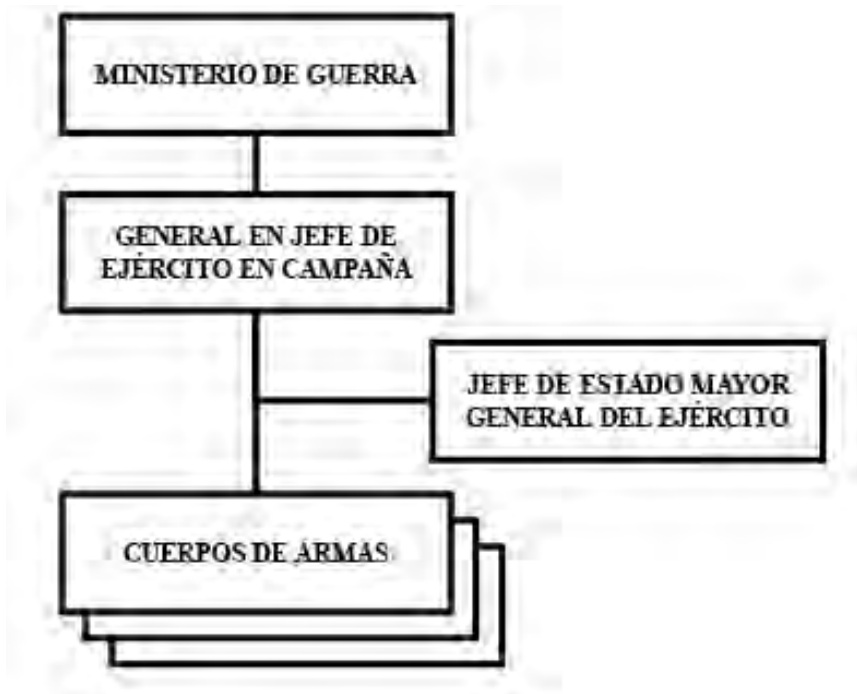 MINISTERIO DE GUERRA
GENERAL EN JEFE DE
EJÉRCITO EN CAMPAÑA
JEFE DE ESTADO MAYOR
GENERAL DEL EJÉRCITO
CUERPOS DE ARMAS